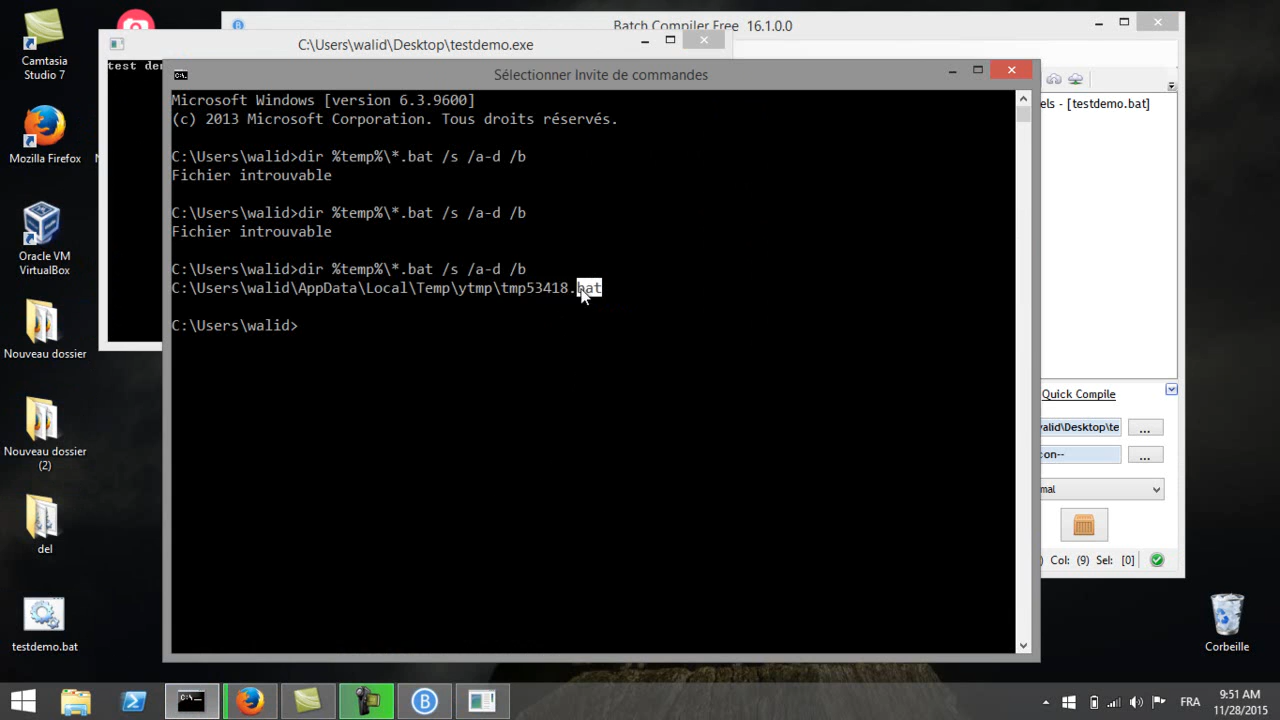 Camtasia
Studio 7
Mozilla Firefox
Oracle VM
VirtualBox
Nouveau dossier
Nouveau dossier
(2)
del
testdemo.bat
Batch Compiler Free 16.1.0.0
C:\Users\walid\Desktop\testdemo.exe
test de
Sélectionner Invite de commandes
Microsoft Windows [version 6.3.9600]
(c) 2013 Microsoft Corporation. Tous droits réservés.
C:\Users\walid>dir %temp%\*.bat /s /a-d /b
Fichier introuvable
C:\Users\walid>dir %temp%\*.bat /s /a-d /b
Fichier introuvable
C:\Users\walid>dir %temp%\*.bat /s /a-d /b
C:\Users\walid\AppData\Local\Temp\ytmp\tmp53418.bat
C:\Users\walid>
els - [testdemo.bat]
Quick Compile
alid\Desktop\te
...
con--
...
mal
) Col: (9) Sel: [0]
Corbeille
FRA
9:51 AM
11/28/2015